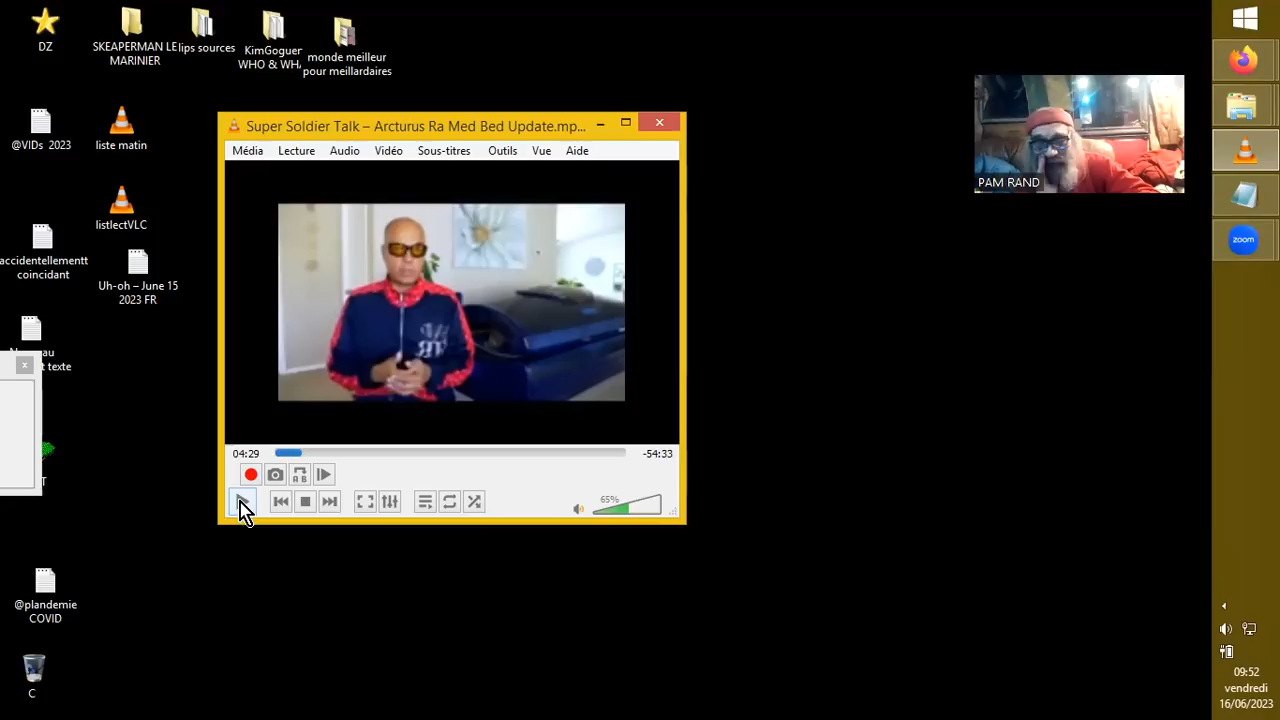 DZ
SKEAPERMAN LE
MARINIER
lips sources
KimGoguer
WHO & WH
monde meilleur
pour meillardaires
@VIDs 2023
liste matin
listlectVLC
accidentellementt
coincidant
Uh-oh – June 15
2023 FR
t texte
x
@plandemie
COVID
C
Super Soldier Talk – Arcturus Ra Med Bed Update.mp...
Média Lecture Audio Vidéo Sous-titres Outils Vue Aide
04:29
-54:33
A B
65%
PAM RAND
zoom
09:52
vendredi
16/06/2023